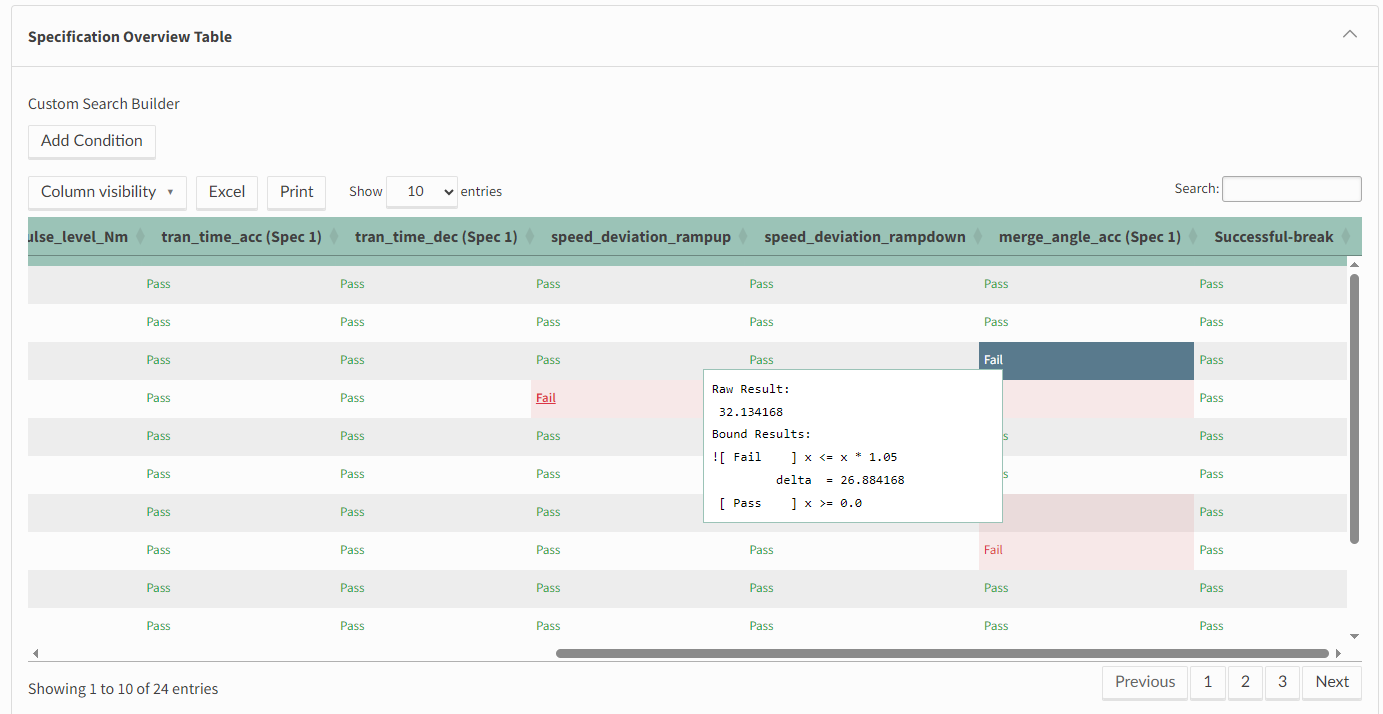 Specification Overview Table
Custom Search Builder
Add Condition
Column visibility ▾ Excel Print Show 10 entries Search:
tran_time_acc (Spec 1) tran_time_dec (Spec 1) speed_deviation_rampup speed_deviation_rampdown merge_angle_acc (Spec 1) Successful-break
Pass Pass Pass Pass Pass Pass
Pass Pass Pass Pass Pass Pass
Pass Pass Pass Pass Fail Pass
Pass Pass Fail Pass
Pass Pass Pass Pass
Pass Pass Pass Pass
Pass Pass Pass Pass
Pass Pass Pass Pass Fail Pass
Pass Pass Pass Pass Pass Pass
Pass Pass Pass Pass Pass Pass
Raw Result:
32.134168
Bound Results:
![ Fail ] x <= x * 1.05
delta = 26.884168
[ Pass ] x >= 0.0
Showing 1 to 10 of 24 entries
Previous 1 2 3 Next